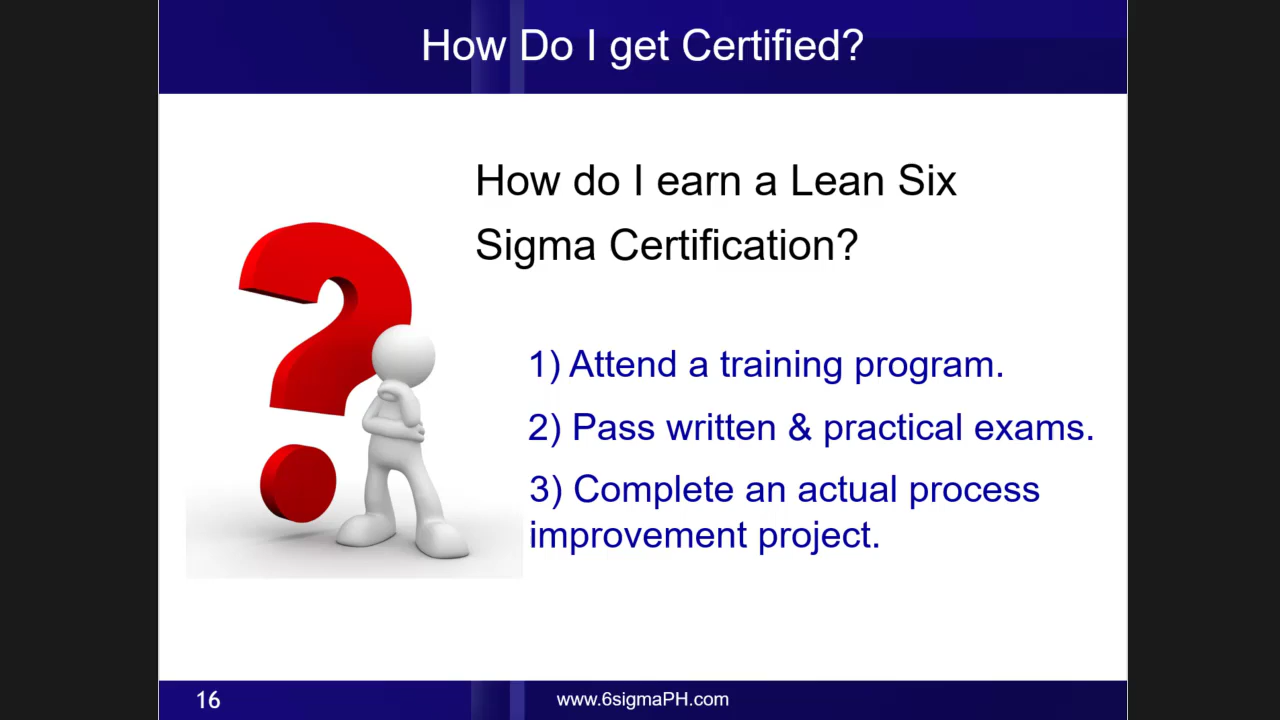 How Do I get Certified?
How do I earn a Lean Six
Sigma Certification?
1) Attend a training program.
2) Pass written & practical exams.
3) Complete an actual process
improvement project.
16
www.6sigmaPH.com